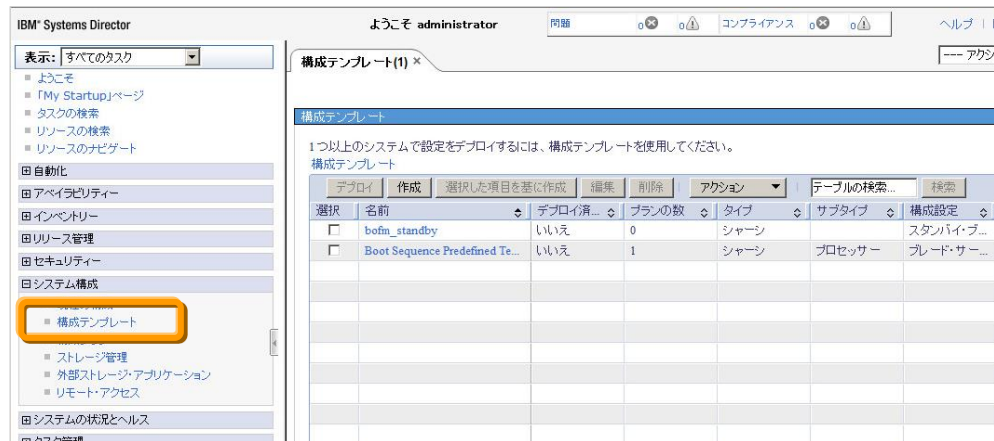 IBM® Systems Director
ようこそ administrator
問題 0 0 コンプライアンス 0 0
ヘルプ
表示: すべてのタスク
ようこそ
「My Startup」ページ
タスクの検索
リソースの検索
リソースのナビゲート
自動化
アベイラビリティー
インベントリー
リリース管理
セキュリティー
システム構成
構成テンプレート
ストレージ管理
外部ストレージ・アプリケーション
リモート・アクセス
システムの状況とヘルス
タスク管理
構成テンプレート(1) ×
--- アクシ
構成テンプレート
1つ以上のシステムで設定をデプロイするには、構成テンプレートを使用してください。
構成テンプレート
デプロイ 作成 選択した項目を基に作成 編集 削除 アクション テーブルの検索... 検索
選択 名前 デプロイ済... プランの数 タイプ サブタイプ 構成設定
bofm_standby いいえ 0 シャーシ スタンバイ・ブ...
Boot Sequence Predefined Te... いいえ 1 シャーシ プロセッサー ブレード・サー...